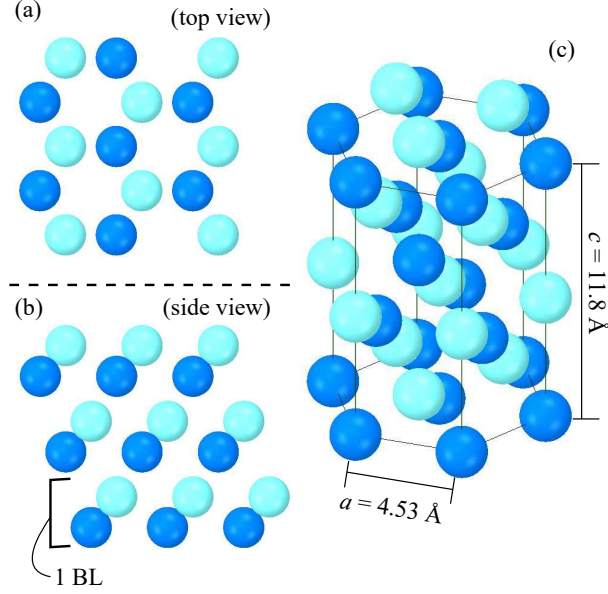 (a)
(top view)
(b)
(side view)
1 BL
(c)
c = 11.8 Å
a = 4.53 Å